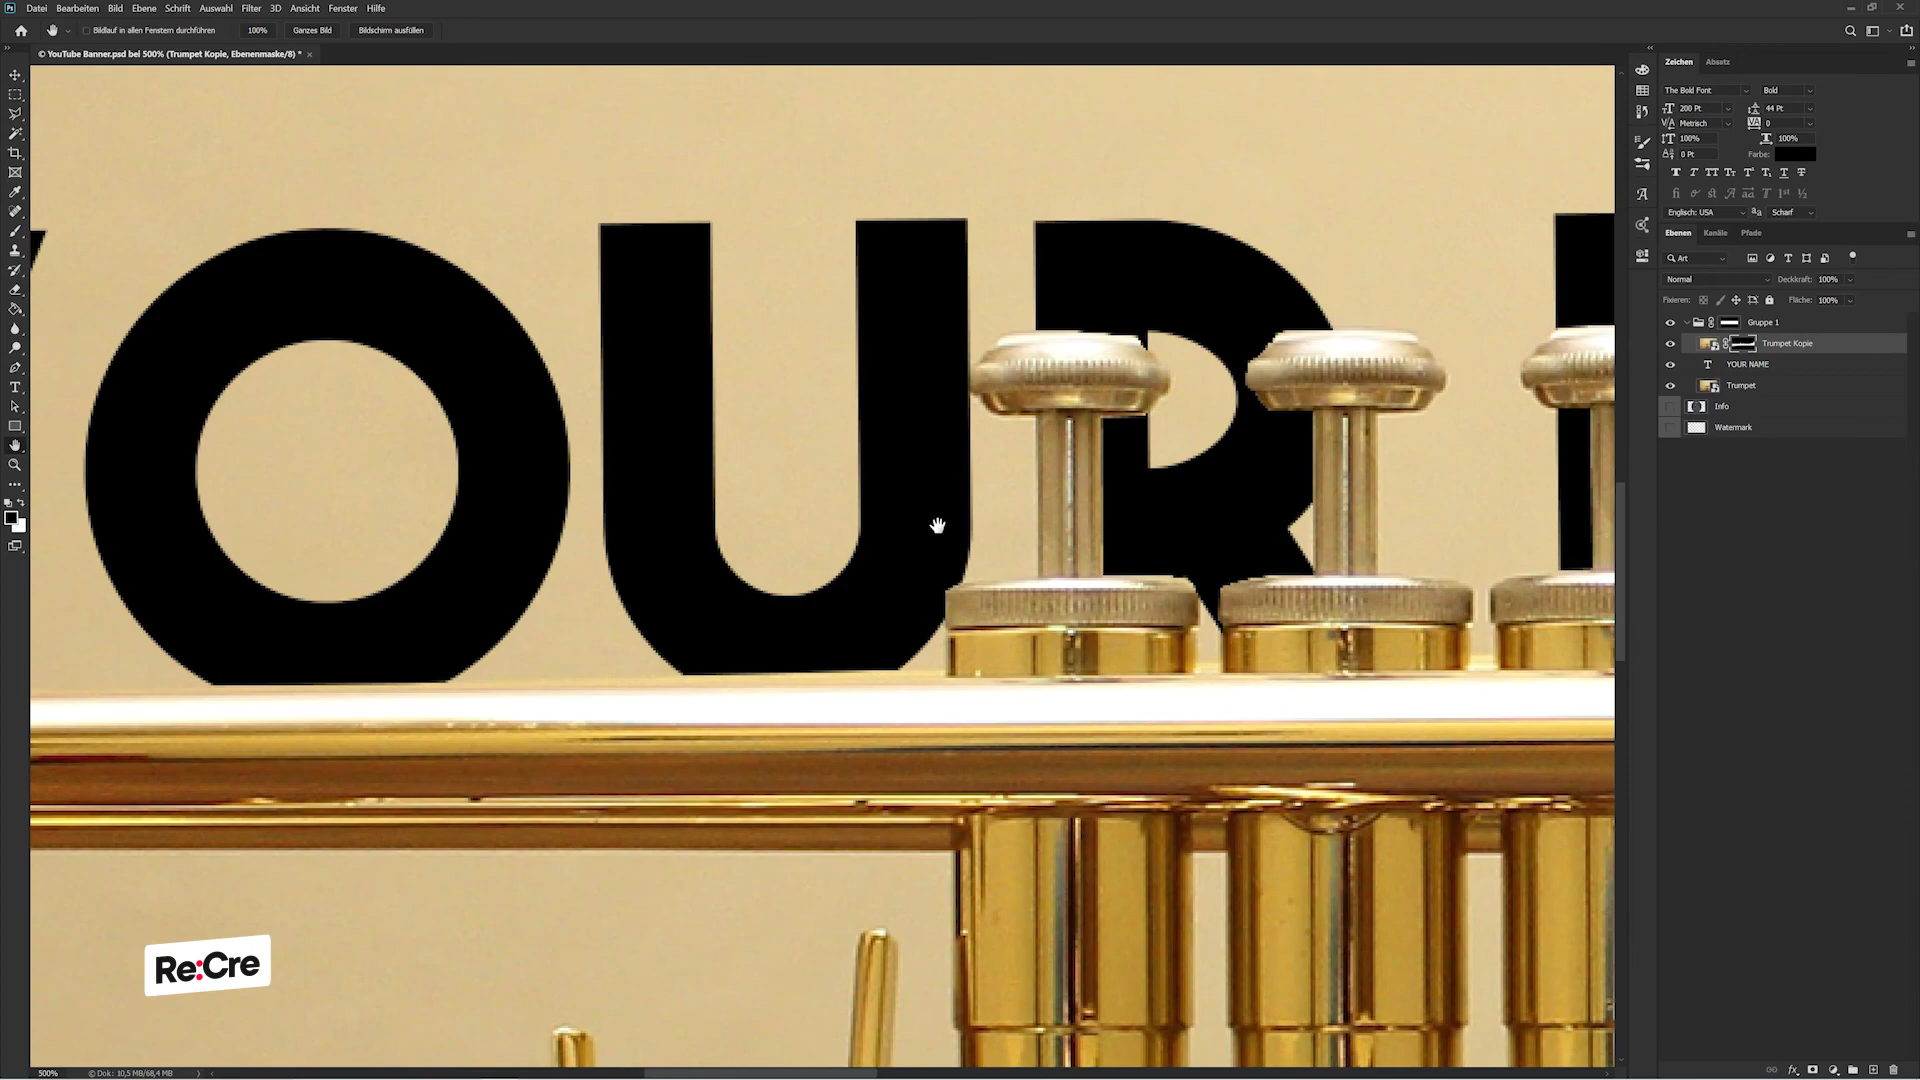 Ps Datei Bearbeiten Bild Ebene Schrift Auswahl Filter 3D Ansicht Fenster Hilfe
Bildlauf in allen Fenstern durchführen 100% Ganzes Bild Bildschirm ausfüllen
© YouTube Banner.psd bei 500% (Trumpet Kopie, Ebenenmaske/8) * ×
Zeichen Absatz
The Bold Font Bold
200 Pt 44 Pt
Metrisch 0
100% 100%
0 Pt Farbe:
Englisch: USA aa Scharf
Ebenen Kanäle Pfade
Art
Normal Deckkraft: 100%
Fixieren: Fläche: 100%
Gruppe 1
Trumpet Kopie
YOUR NAME
Trumpet
Info
Watermark
OUR
Re:Cre
500% © Dok: 10,5 MB/68,4 MB